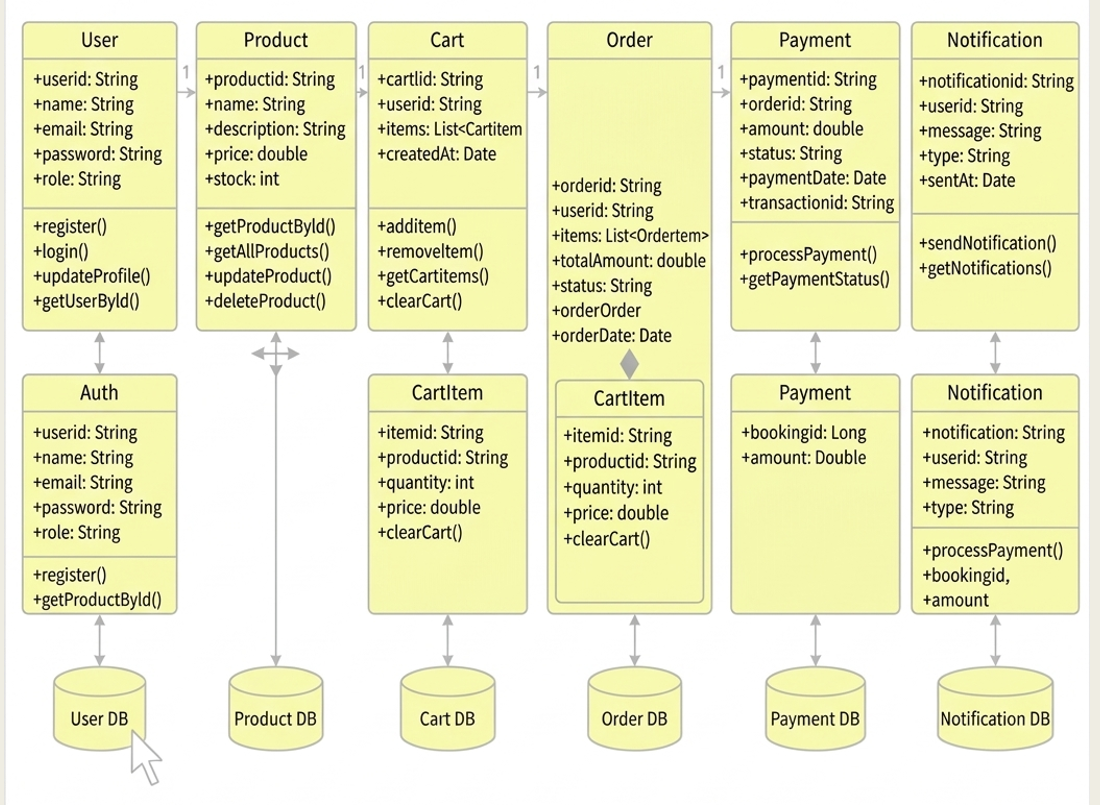 User
+userid: String
+name: String
+email: String
+password: String
+role: String
+register()
+login()
+updateProfile()
+getUserById()
1
Product
+productid: String
+name: String
+description: String
+price: double
+stock: int
+getProductById()
+getAllProducts()
+updateProduct()
+deleteProduct()
1
Cart
+cartlid: String
+userid: String
+items: List<Cartitem
+createdAt: Date
+additem()
+removeItem()
+getCartitems()
+clearCart()
1
Order
+orderid: String
+userid: String
+items: List<Ordertem>
+totalAmount: double
+status: String
+orderOrder
+orderDate: Date
1
Payment
+paymentid: String
+orderid: String
+amount: double
+status: String
+paymentDate: Date
+transactionid: String
+processPayment()
+getPaymentStatus()
Notification
+notificationid: String
+userid: String
+message: String
+type: String
+sentAt: Date
+sendNotification()
+getNotifications()
Auth
+userid: String
+name: String
+email: String
+password: String
+role: String
+register()
+getProductById()
CartItem
+itemid: String
+productid: String
+quantity: int
+price: double
+clearCart()
CartItem
+itemid: String
+productid: String
+quantity: int
+price: double
+clearCart()
Payment
+bookingid: Long
+amount: Double
Notification
+notification: String
+userid: String
+message: String
+type: String
+processPayment()
+bookingid,
+amount
User DB
Product DB
Cart DB
Order DB
Payment DB
Notification DB